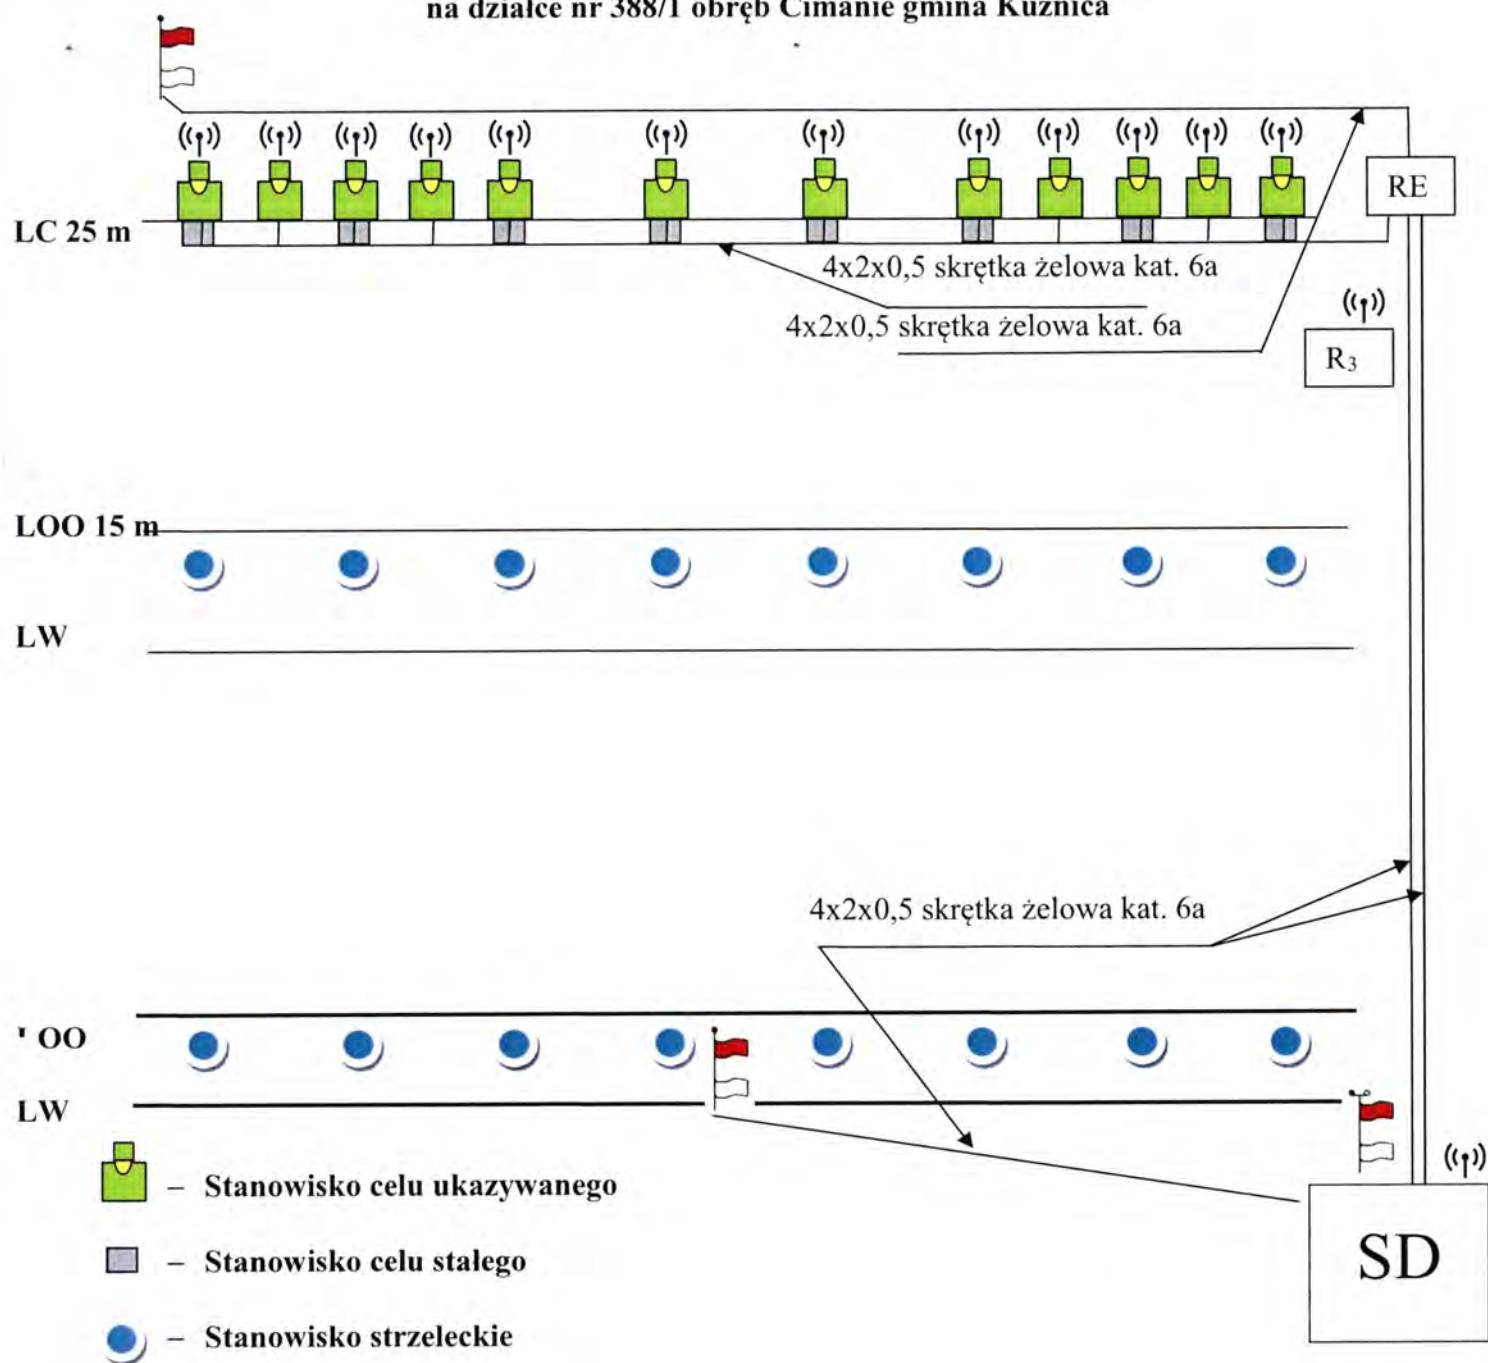 na działce nr 388/1 obręb Cimanie gmina Kuźnica
RE
LC 25 m
4x2x0,5 skrętka żelowa kat. 6a
4x2x0,5 skrętka żelowa kat. 6a
R3
LOO 15 m
LW
4x2x0,5 skrętka żelowa kat. 6a
OO
LW
– Stanowisko celu ukazywanego
– Stanowisko celu stałego
– Stanowisko strzeleckie
SD